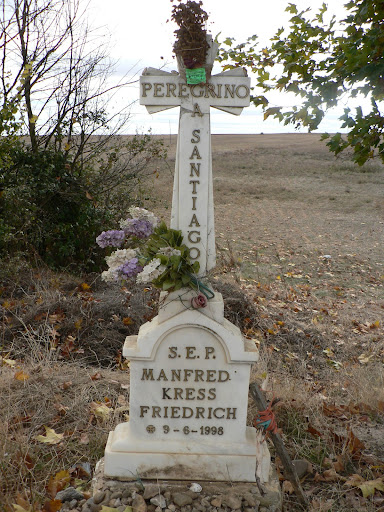 PEREGRINO
A
SANTIAGO
S.E.P.
MANFRED
KRESS
FRIEDRICH
9-6-1998